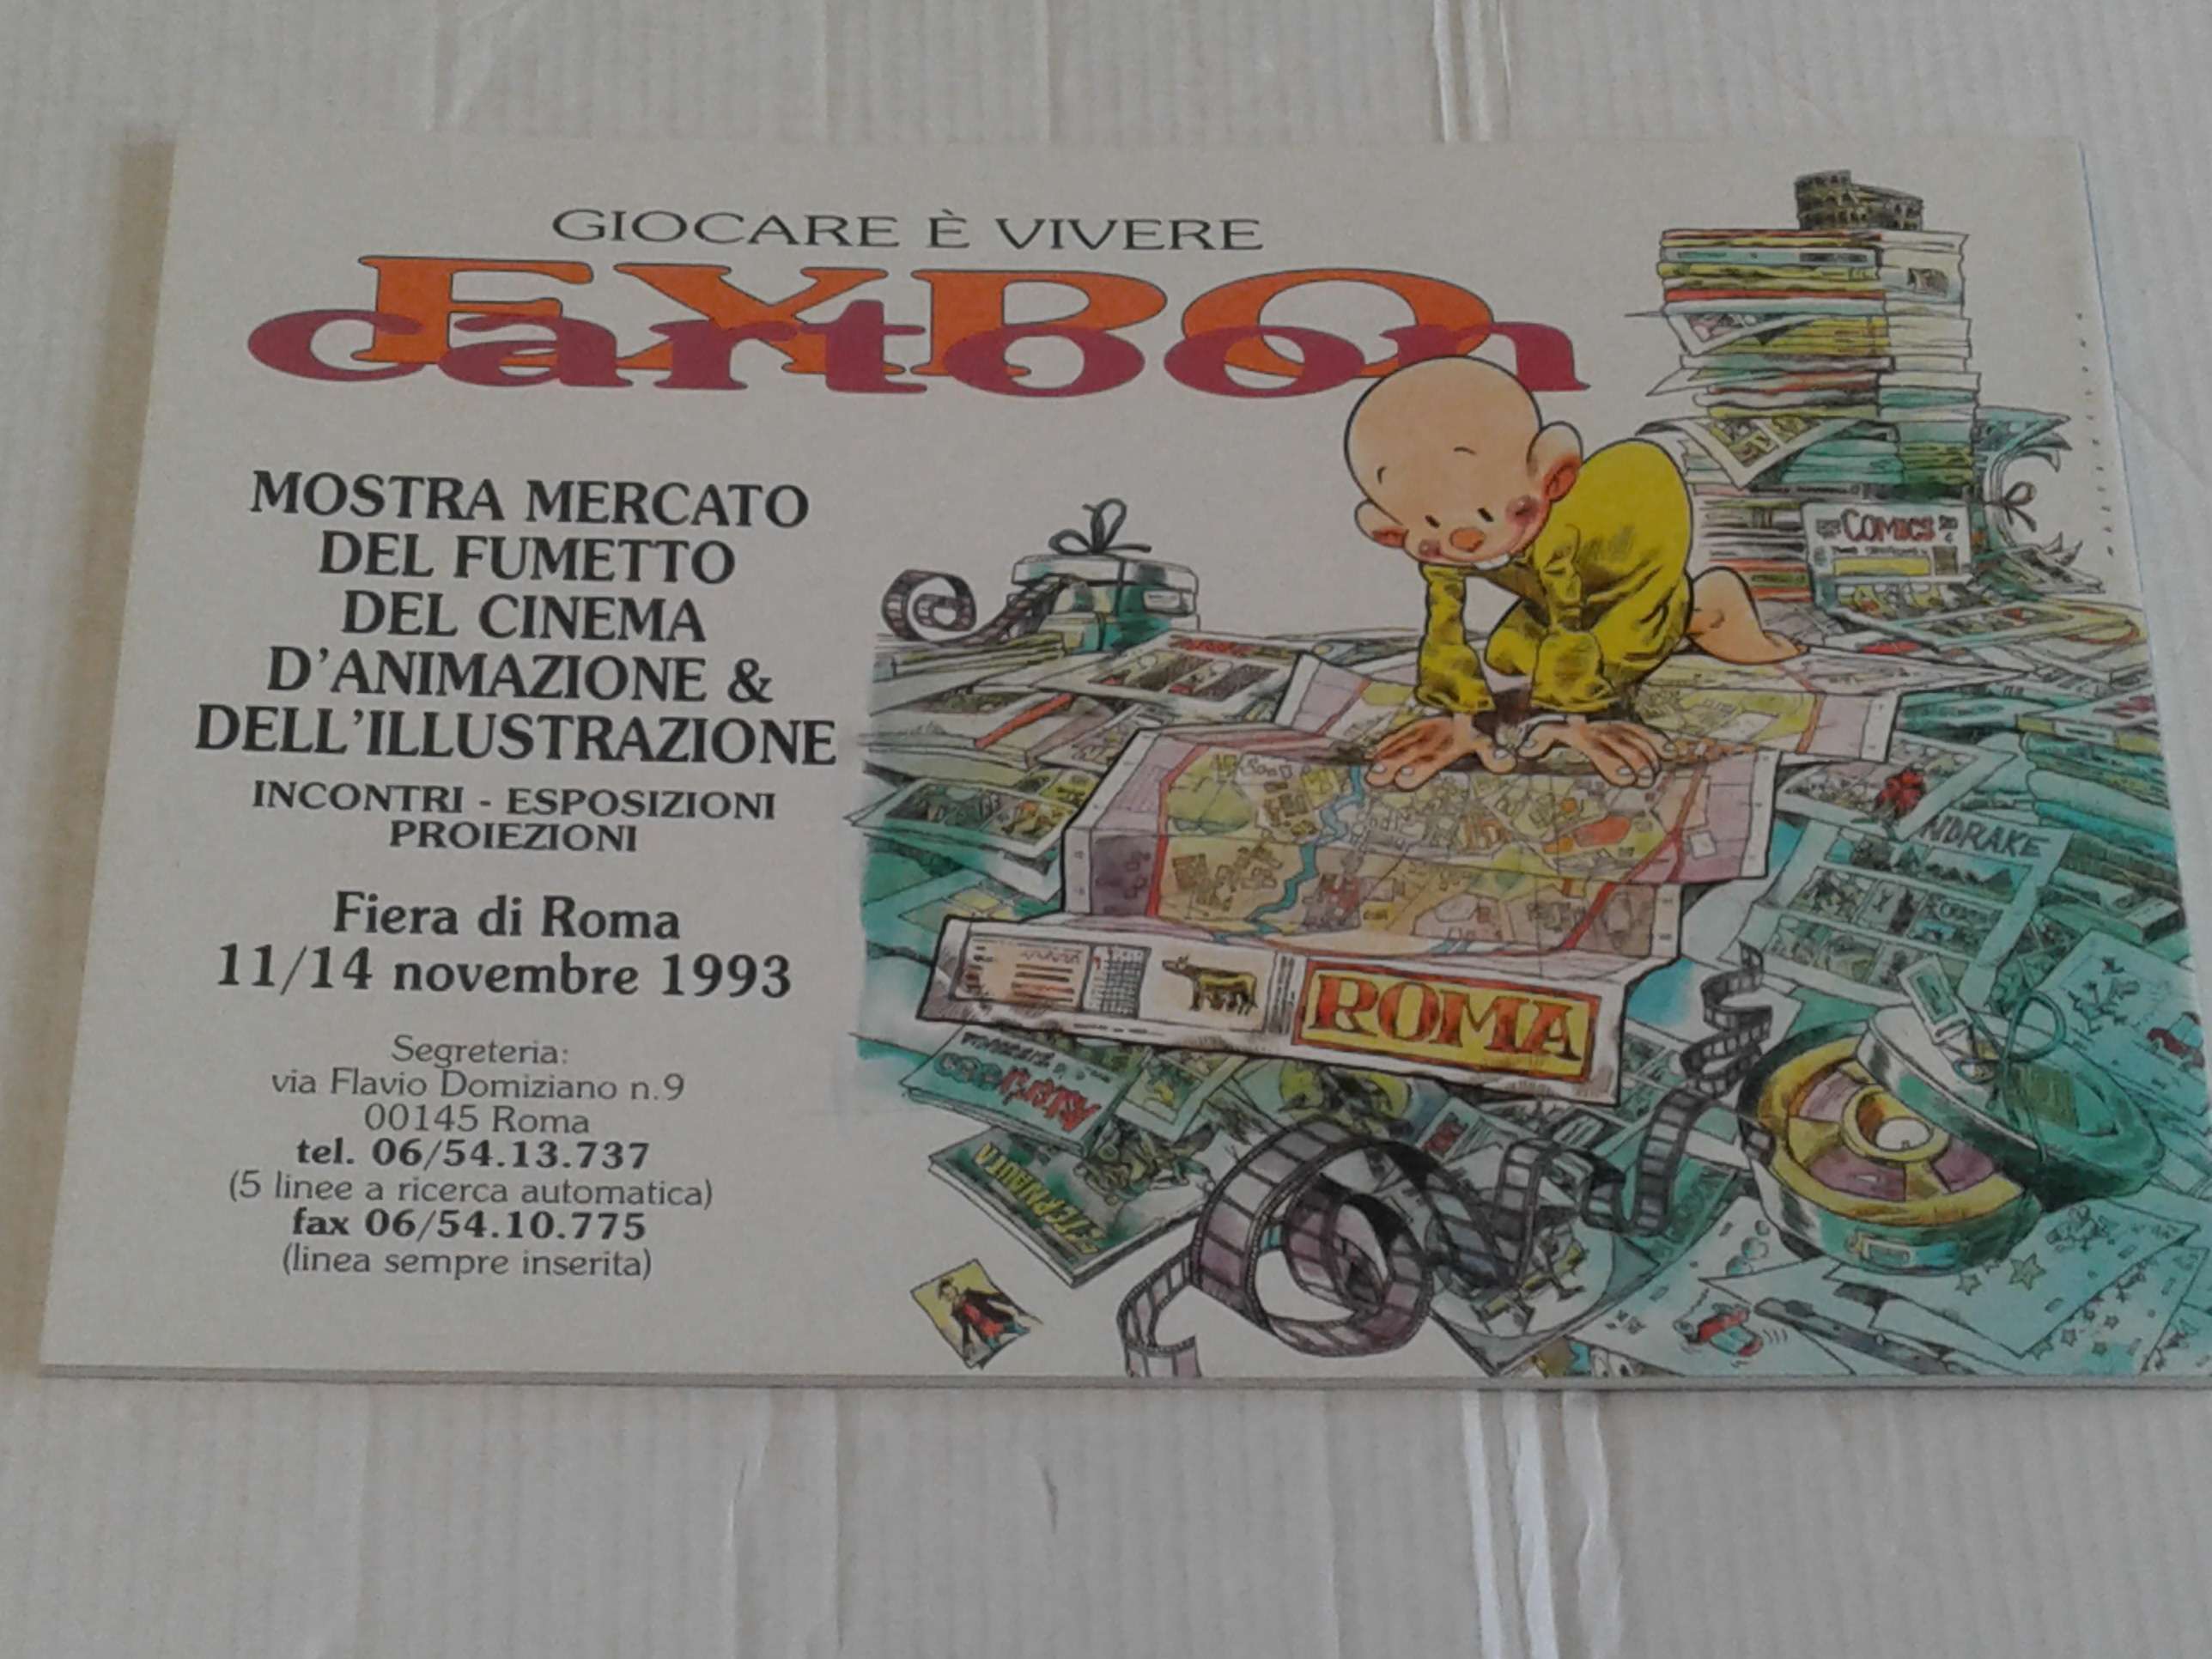 GIOCARE È VIVERE
EXPO
cartoon
MOSTRA MERCATO
DEL FUMETTO
DEL CINEMA
D'ANIMAZIONE &
DELL'ILLUSTRAZIONE
INCONTRI - ESPOSIZIONI
PROIEZIONI
Fiera di Roma
11/14 novembre 1993
Segreteria:
via Flavio Domiziano n.9
00145 Roma
tel. 06/54.13.737
(5 linee a ricerca automatica)
fax 06/54.10.775
(linea sempre inserita)
COMICS
NDRAKE
ROMA
ETERNAUTA